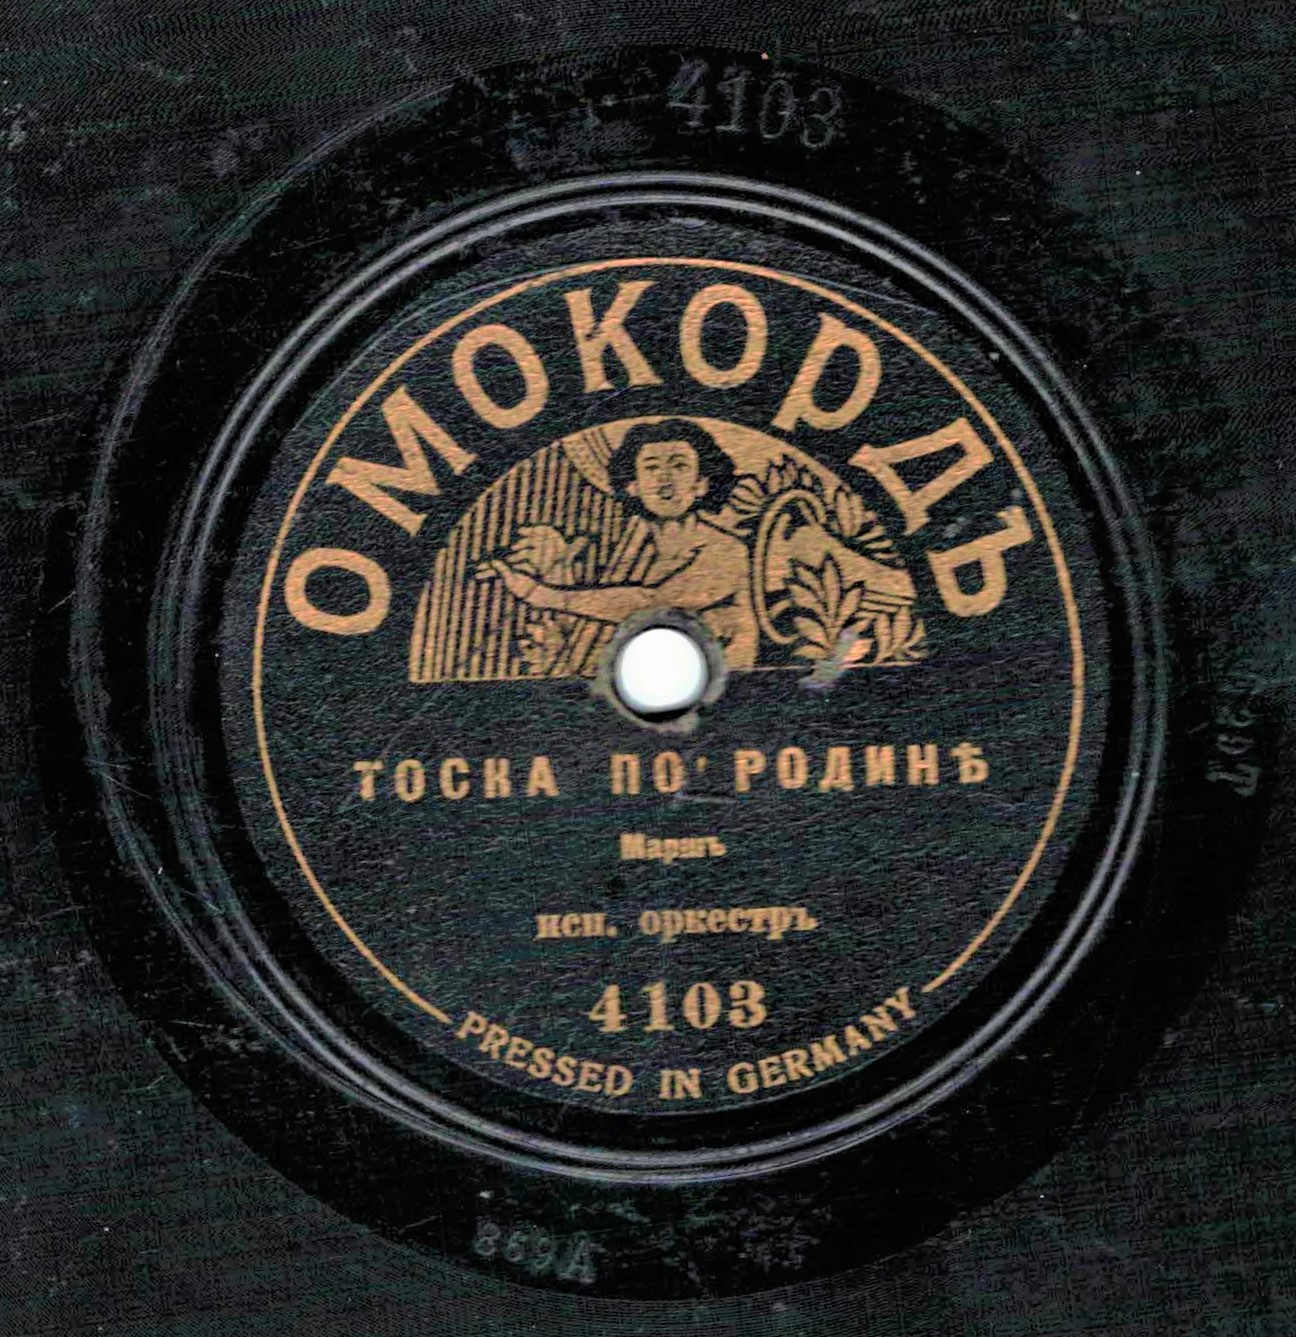 4103
ОМОКОРДЪ
ТОСКА ПО РОДИНѢ
Маршъ
исп. оркестръ
4103
PRESSED IN GERMANY
869A